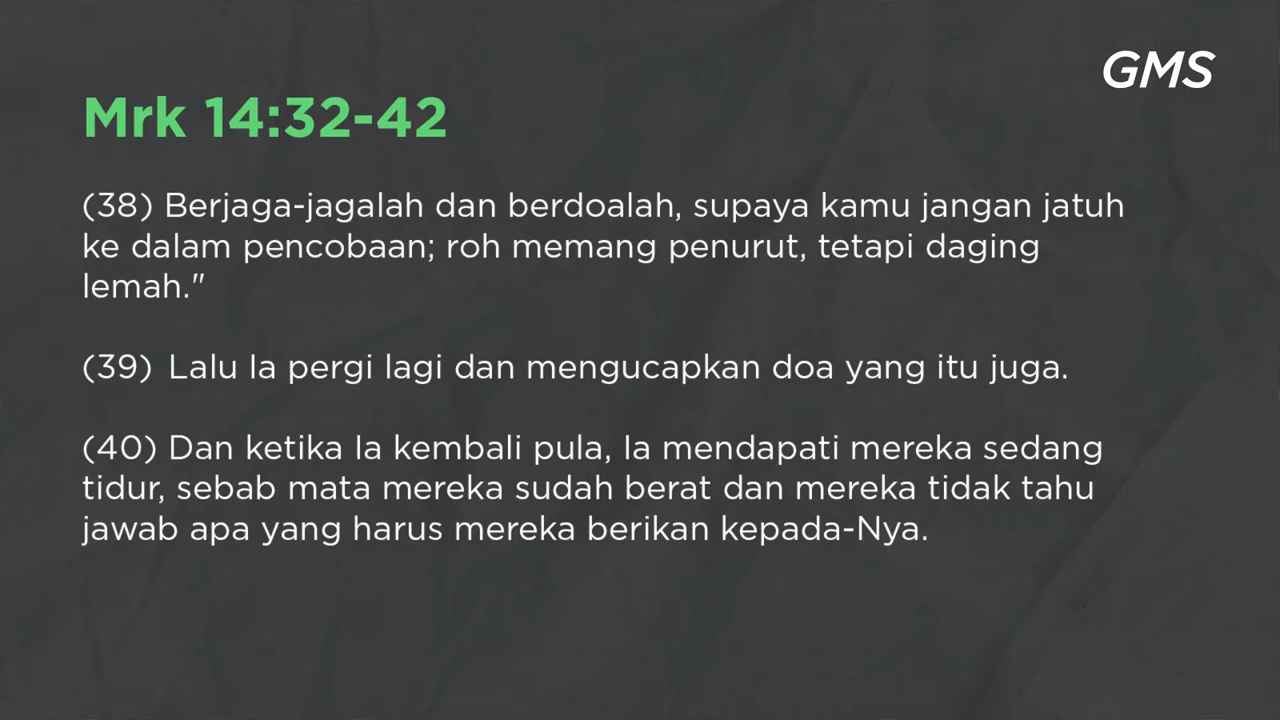 GMS
Mrk 14:32-42
(38) Berjaga-jagalah dan berdoalah, supaya kamu jangan jatuh
ke dalam pencobaan; roh memang penurut, tetapi daging
lemah."
(39) Lalu Ia pergi lagi dan mengucapkan doa yang itu juga.
(40) Dan ketika Ia kembali pula, Ia mendapati mereka sedang
tidur, sebab mata mereka sudah berat dan mereka tidak tahu
jawab apa yang harus mereka berikan kepada-Nya.